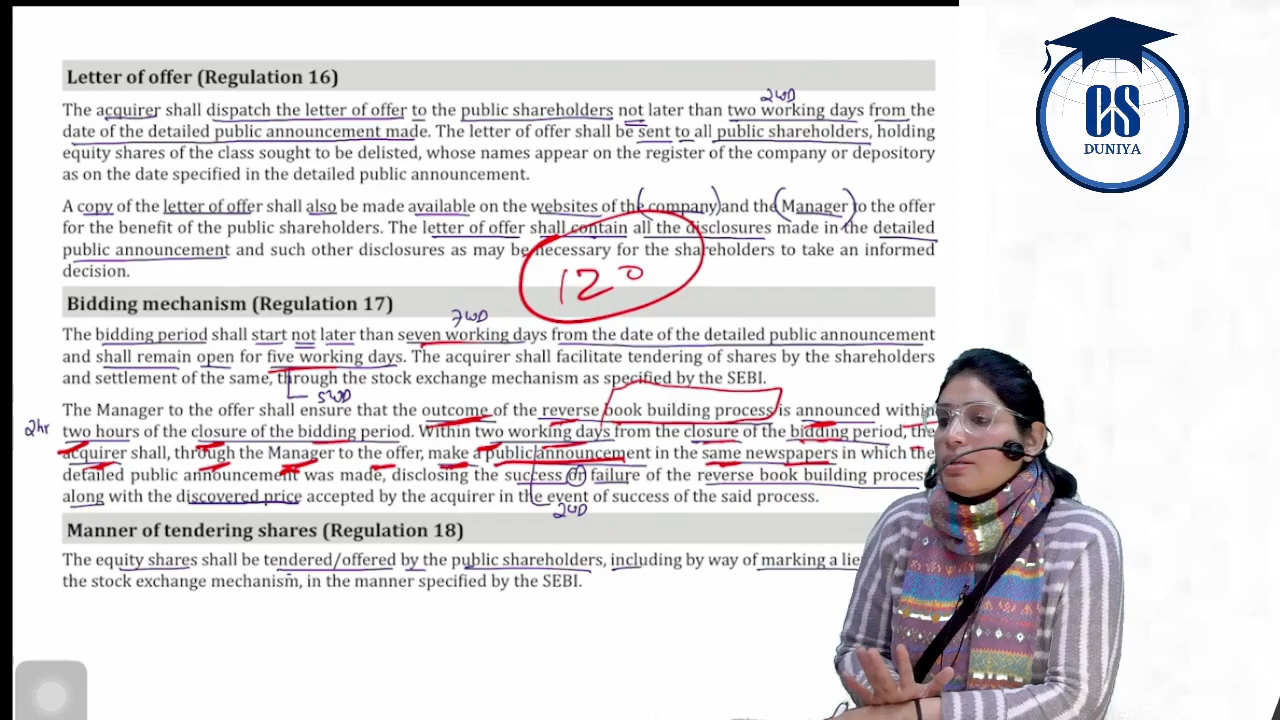 Letter of offer (Regulation 16)
2WD
The acquirer shall dispatch the letter of offer to the public shareholders not later than two working days from the
date of the detailed public announcement made. The letter of offer shall be sent to all public shareholders, holding
equity shares of the class sought to be delisted, whose names appear on the register of the company or depository
as on the date specified in the detailed public announcement.
A copy of the letter of offer shall also be made available on the websites of the company and the Manager to the offer
for the benefit of the public shareholders. The letter of offer shall contain all the disclosures made in the detailed
public announcement and such other disclosures as may be necessary for the shareholders to take an informed
decision.
120
Bidding mechanism (Regulation 17)
7WD
The bidding period shall start not later than seven working days from the date of the detailed public announcement
and shall remain open for five working days. The acquirer shall facilitate tendering of shares by the shareholders
and settlement of the same, through the stock exchange mechanism as specified by the SEBI.
5WD
The Manager to the offer shall ensure that the outcome of the reverse book building process is announced within
2hr
two hours of the closure of the bidding period. Within two working days from the closure of the bidding period, the
acquirer shall, through the Manager to the offer, make a public announcement in the same newspapers in which the
detailed public announcement was made, disclosing the success or failure of the reverse book building process
along with the discovered price accepted by the acquirer in the event of success of the said process.
2WD
Manner of tendering shares (Regulation 18)
The equity shares shall be tendered/offered by the public shareholders, including by way of marking a lie
the stock exchange mechanism, in the manner specified by the SEBI.
CS
DUNIYA